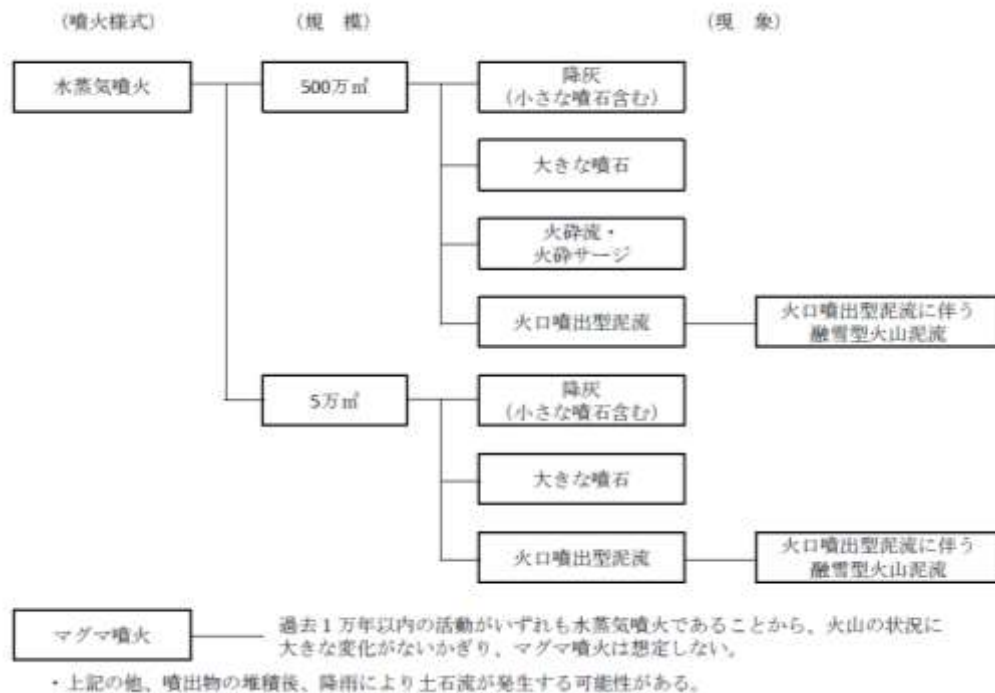 (噴火様式)
(規　模)
(現　象)
水蒸気噴火
500万㎥
降灰
(小さな噴石含む)
大きな噴石
火砕流・
火砕サージ
火口噴出型泥流
火口噴出型泥流に伴う
融雪型火山泥流
5万㎥
降灰
(小さな噴石含む)
大きな噴石
火口噴出型泥流
火口噴出型泥流に伴う
融雪型火山泥流
マグマ噴火
過去１万年以内の活動がいずれも水蒸気噴火であることから、火山の状況に
大きな変化がないかぎり、マグマ噴火は想定しない。
・上記の他、噴出物の堆積後、降雨により土石流が発生する可能性がある。